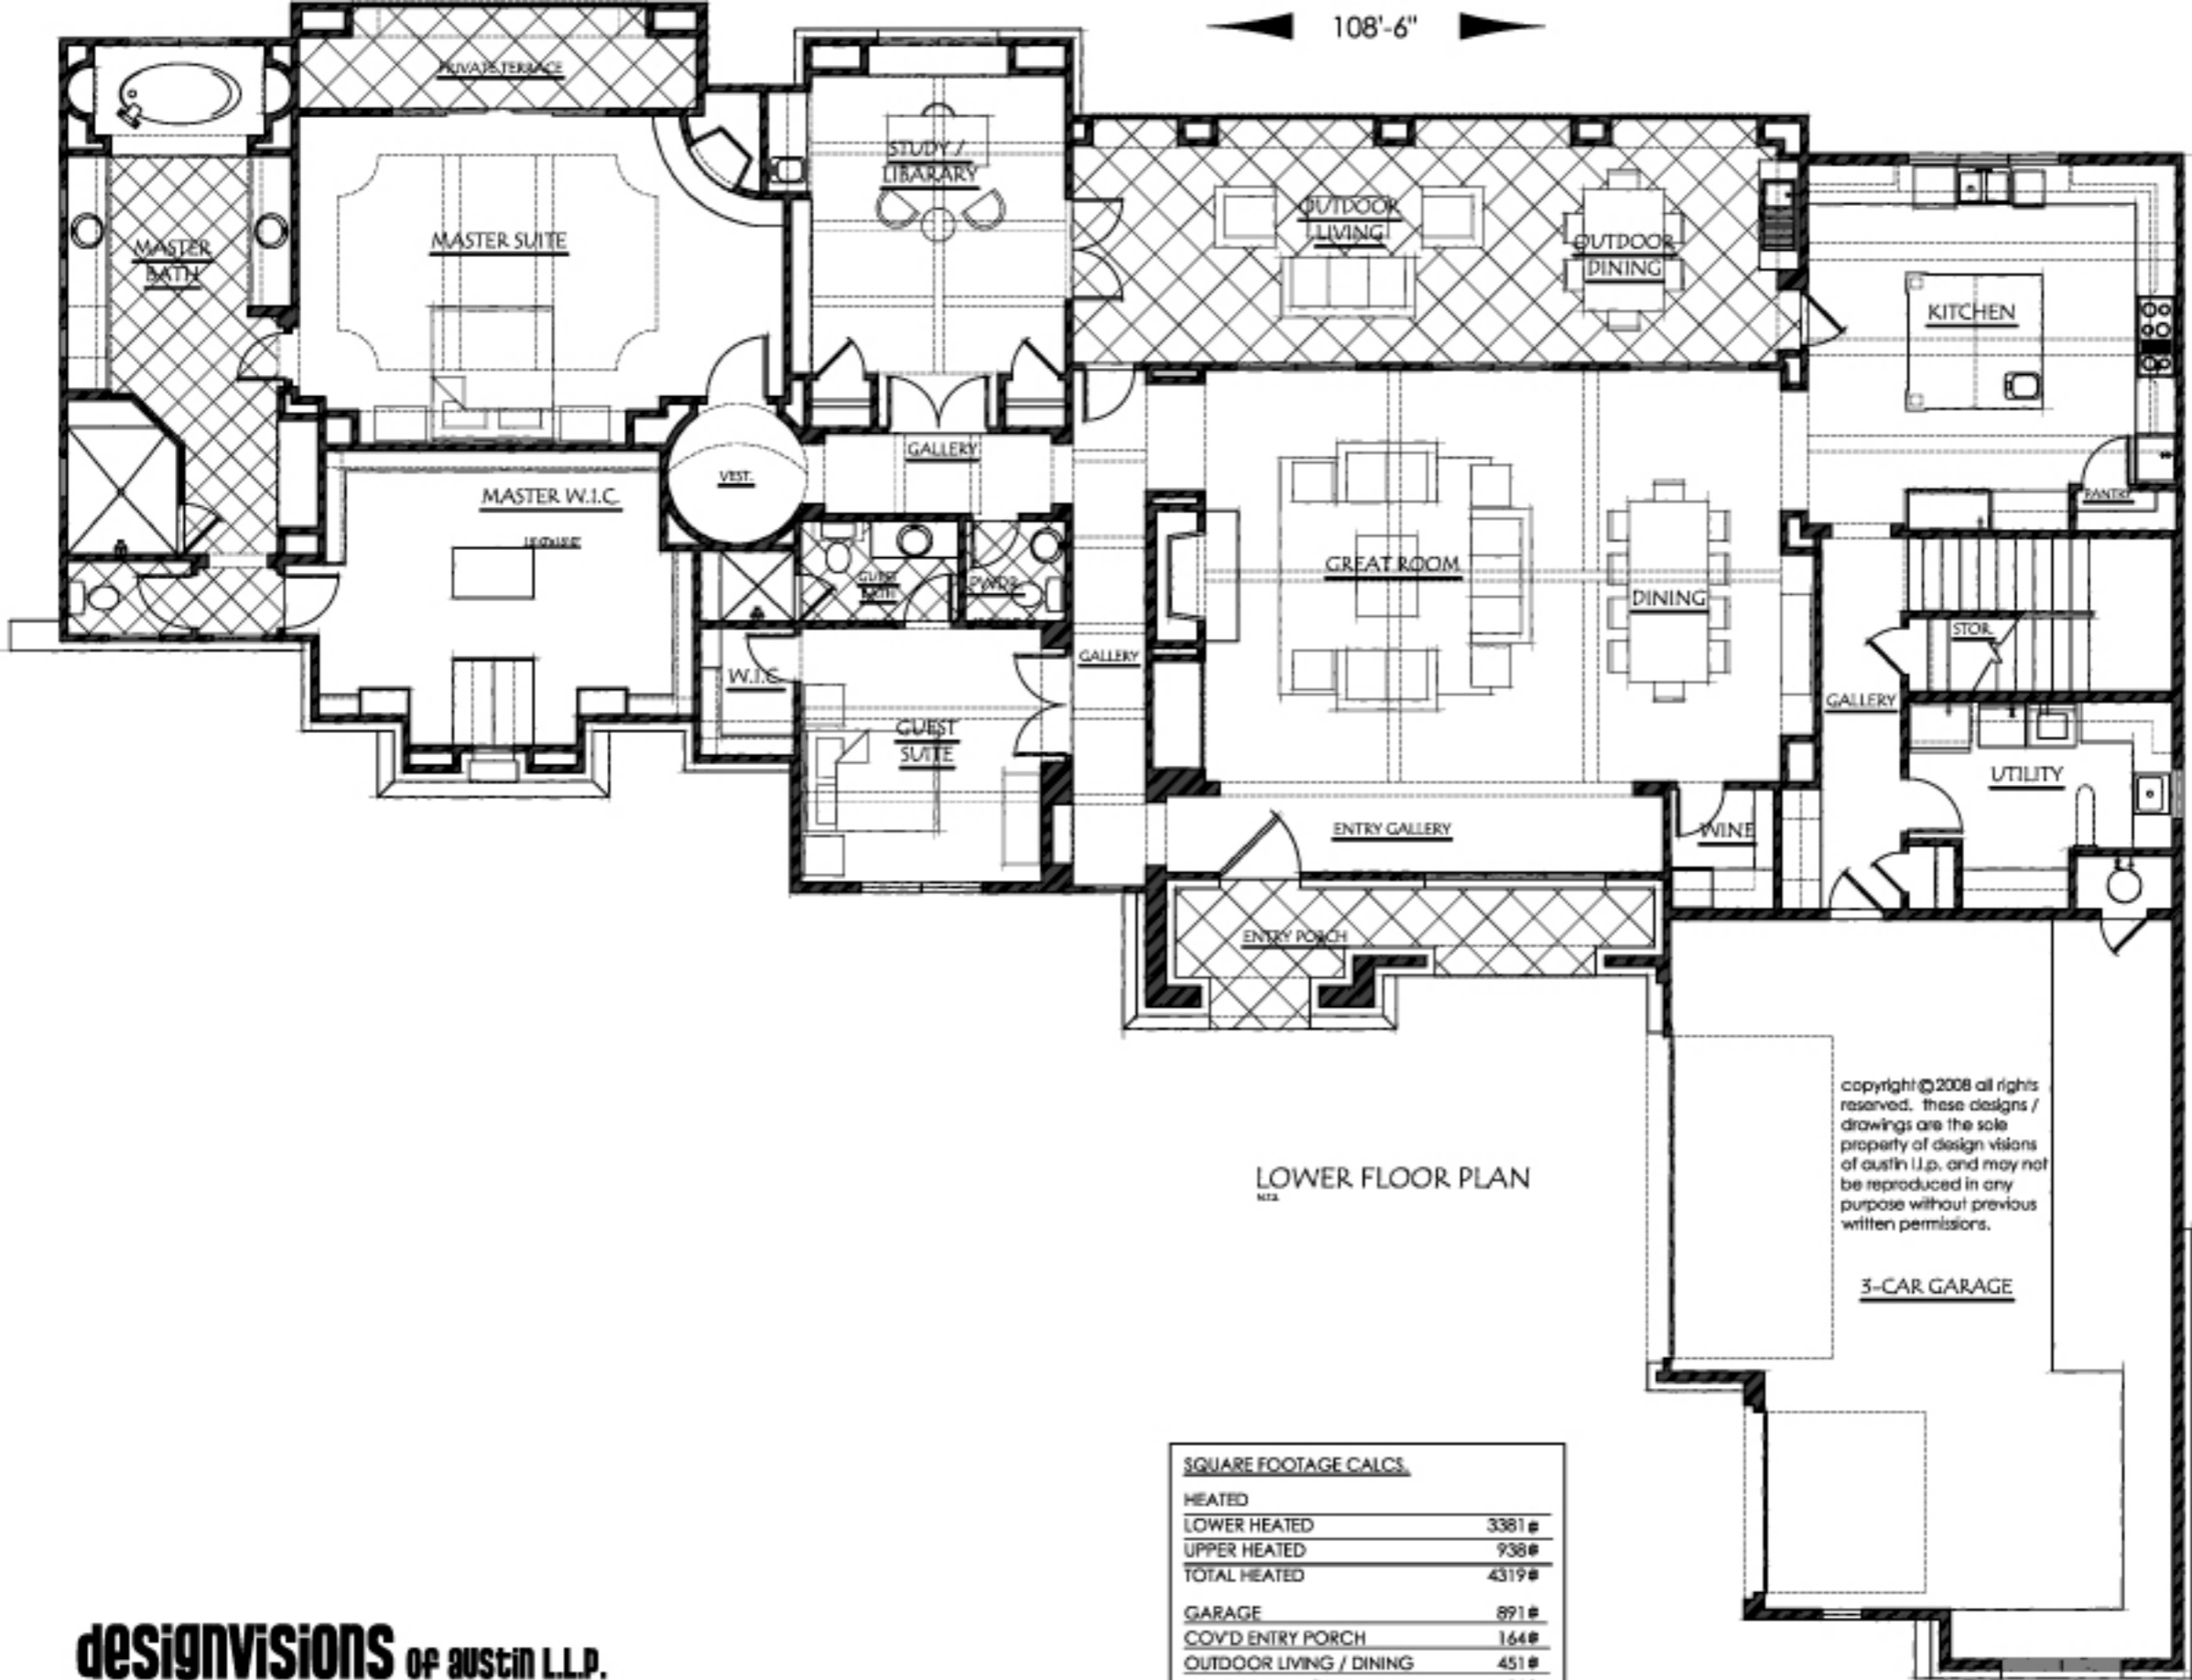 108'-6"
PRIVATE TERRACE
STUDY /
LIBARARY
MASTER
BATH
MASTER SUITE
OUTDOOR
LIVING
OUTDOOR
DINING
KITCHEN
GALLERY
VEST.
MASTER W.I.C.
PANTRY
GREAT ROOM
DINING
GUEST
BATH
PWDR.
STOR.
GALLERY
W.I.C.
GALLERY
GUEST
SUITE
UTILITY
ENTRY GALLERY
WINE
ENTRY PORCH
copyright©2008 all rights
reserved. these designs /
drawings are the sole
property of design visions
of austin l.l.p. and may not
be reproduced in any
purpose without previous
written permissions.
LOWER FLOOR PLAN
N.T.S.
3-CAR GARAGE
SQUARE FOOTAGE CALCS.
HEATED
LOWER HEATED 3381#
UPPER HEATED 938#
TOTAL HEATED 4319#
GARAGE 891#
COV'D ENTRY PORCH 164#
OUTDOOR LIVING / DINING 451#
designvisions of austin L.L.P.